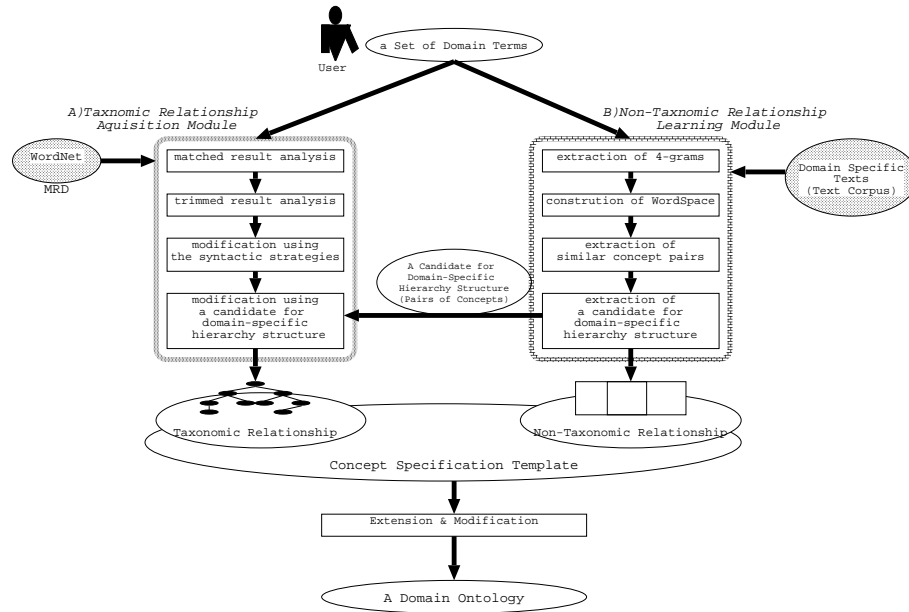 a Set of Domain Terms
User
A)Taxnomic Relationship
Aquisition Module
B)Non-Taxnomic Relationship
Learning Module
WordNet
MRD
matched result analysis
trimmed result analysis
modification using
the syntactic strategies
modification using
a candidate for
domain-specific
hierarchy structure
A Candidate for
Domain-Specific
Hierarchy Structure
(Pairs of Concepts)
extraction of 4-grams
constrution of WordSpace
extraction of
similar concept pairs
extraction of
a candidate for
domain-specific
hierarchy structure
Domain Specific
Texts
(Text Corpus)
Taxonomic Relationship
Non-Taxonomic Relationship
Concept Specification Template
Extension & Modification
A Domain Ontology